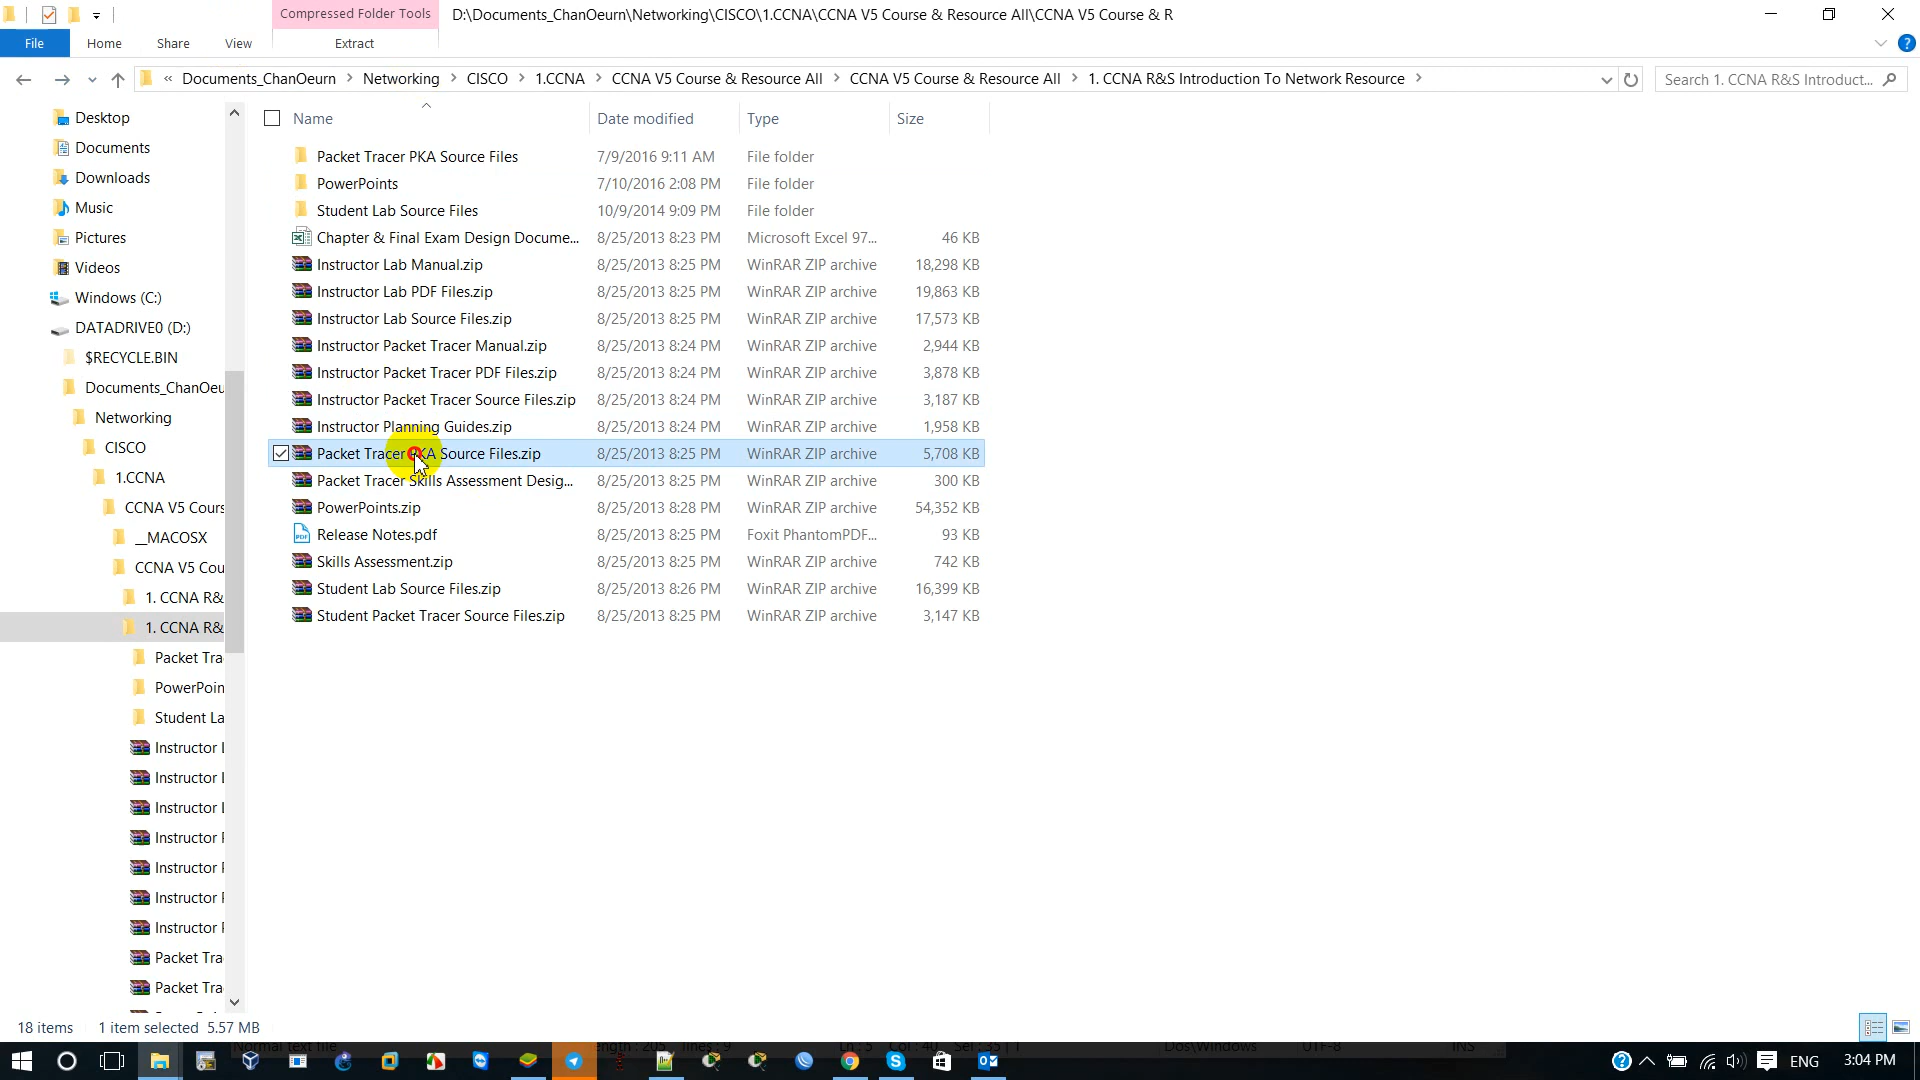 Compressed Folder Tools
D:\Documents_ChanOeurn\Networking\CISCO\1.CCNA\CCNA V5 Course & Resource All\CCNA V5 Course & R
File Home Share View Extract
« Documents_ChanOeurn > Networking > CISCO > 1.CCNA > CCNA V5 Course & Resource All > CCNA V5 Course & Resource All > 1. CCNA R&S Introduction To Network Resource >
Search 1. CCNA R&S Introduct...
Desktop
Documents
Downloads
Music
Pictures
Videos
Windows (C:)
DATADRIVE0 (D:)
$RECYCLE.BIN
Documents_ChanOeu
Networking
CISCO
1.CCNA
CCNA V5 Cours
__MACOSX
CCNA V5 Cou
1. CCNA R&
1. CCNA R&
Packet Tra
PowerPoin
Student La
Instructor
Instructor
Instructor
Instructor
Instructor
Instructor
Instructor
Packet Tra
Packet Tra
Name Date modified Type Size
Packet Tracer PKA Source Files 7/9/2016 9:11 AM File folder
PowerPoints 7/10/2016 2:08 PM File folder
Student Lab Source Files 10/9/2014 9:09 PM File folder
Chapter & Final Exam Design Docume... 8/25/2013 8:23 PM Microsoft Excel 97... 46 KB
Instructor Lab Manual.zip 8/25/2013 8:25 PM WinRAR ZIP archive 18,298 KB
Instructor Lab PDF Files.zip 8/25/2013 8:25 PM WinRAR ZIP archive 19,863 KB
Instructor Lab Source Files.zip 8/25/2013 8:25 PM WinRAR ZIP archive 17,573 KB
Instructor Packet Tracer Manual.zip 8/25/2013 8:24 PM WinRAR ZIP archive 2,944 KB
Instructor Packet Tracer PDF Files.zip 8/25/2013 8:24 PM WinRAR ZIP archive 3,878 KB
Instructor Packet Tracer Source Files.zip 8/25/2013 8:24 PM WinRAR ZIP archive 3,187 KB
Instructor Planning Guides.zip 8/25/2013 8:24 PM WinRAR ZIP archive 1,958 KB
Packet Tracer PKA Source Files.zip 8/25/2013 8:25 PM WinRAR ZIP archive 5,708 KB
Packet Tracer Skills Assessment Desig... 8/25/2013 8:25 PM WinRAR ZIP archive 300 KB
PowerPoints.zip 8/25/2013 8:28 PM WinRAR ZIP archive 54,352 KB
Release Notes.pdf 8/25/2013 8:25 PM Foxit PhantomPDF... 93 KB
Skills Assessment.zip 8/25/2013 8:25 PM WinRAR ZIP archive 742 KB
Student Lab Source Files.zip 8/25/2013 8:26 PM WinRAR ZIP archive 16,399 KB
Student Packet Tracer Source Files.zip 8/25/2013 8:25 PM WinRAR ZIP archive 3,147 KB
18 items 1 item selected 5.57 MB
Normal text file
Dos\Windows UTF-8 INS
ENG 3:04 PM